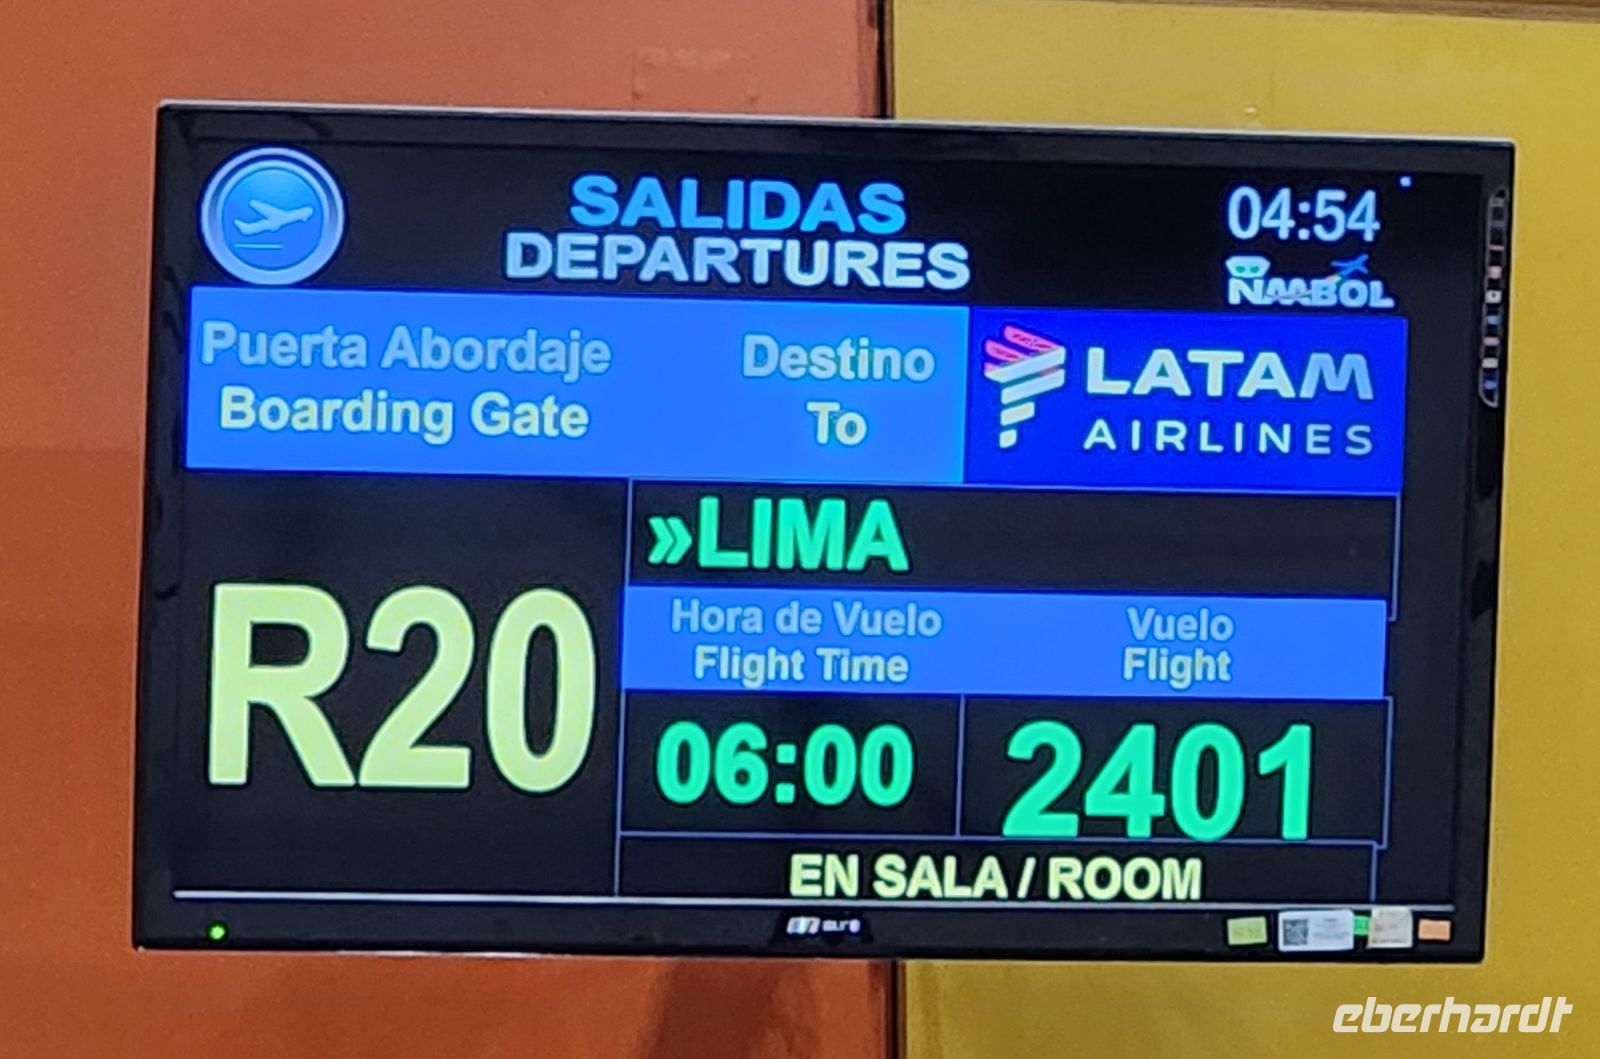 SALIDAS
DEPARTURES
04:54
NAABOL
Puerta Abordaje
Boarding Gate
Destino
To
LATAM
AIRLINES
R20
»LIMA
Hora de Vuelo
Flight Time
Vuelo
Flight
06:00
2401
EN SALA / ROOM
eberhardt